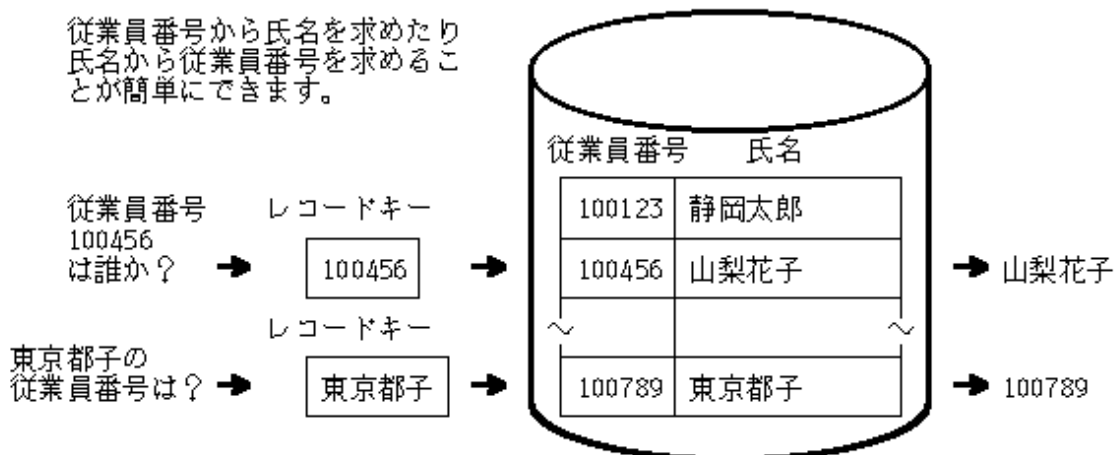 従業員番号から氏名を求めたり
氏名から従業員番号を求めるこ
とが簡単にできます。
従業員番号 氏名
100123 静岡太郎
従業員番号
100456
は誰か？
レコードキー
100456
100456 山梨花子
山梨花子
～ ～
東京都子の
従業員番号は？
レコードキー
東京都子
100789 東京都子
100789